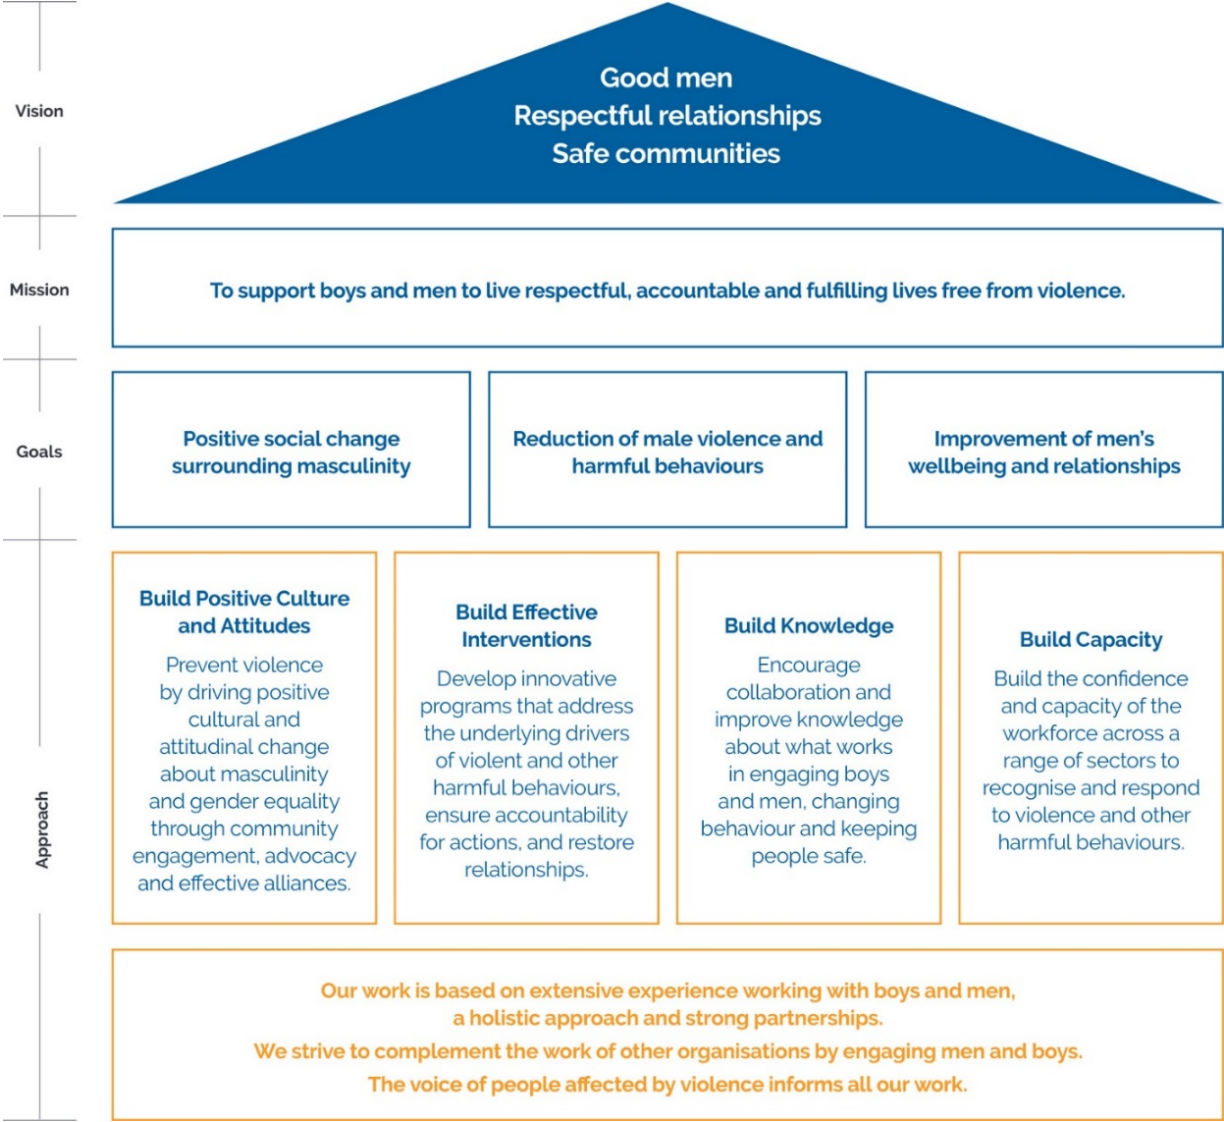 Vision
Good men
Respectful relationships
Safe communities
Mission
To support boys and men to live respectful, accountable and fulfilling lives free from violence.
Goals
Positive social change
surrounding masculinity
Reduction of male violence and
harmful behaviours
Improvement of men’s
wellbeing and relationships
Approach
Build Positive Culture
and Attitudes
Prevent violence
by driving positive
cultural and
attitudinal change
about masculinity
and gender equality
through community
engagement, advocacy
and effective alliances.
Build Effective
Interventions
Develop innovative
programs that address
the underlying drivers
of violent and other
harmful behaviours,
ensure accountability
for actions, and restore
relationships.
Build Knowledge
Encourage
collaboration and
improve knowledge
about what works
in engaging boys
and men, changing
behaviour and keeping
people safe.
Build Capacity
Build the confidence
and capacity of the
workforce across a
range of sectors to
recognise and respond
to violence and other
harmful behaviours.
Our work is based on extensive experience working with boys and men,
a holistic approach and strong partnerships.
We strive to complement the work of other organisations by engaging men and boys.
The voice of people affected by violence informs all our work.